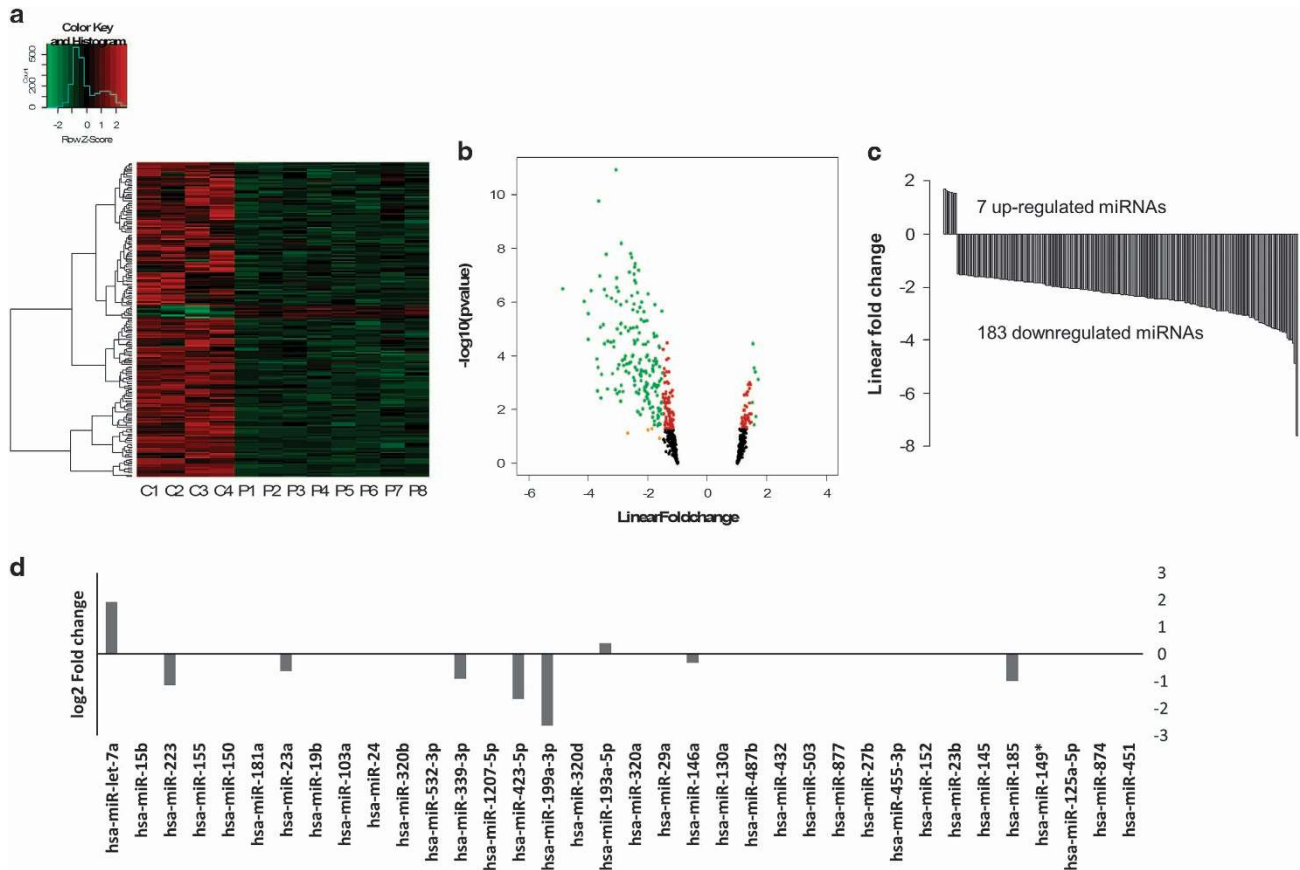 a
Color Key
and Histogram
Count
0 200 500
-2 0 1 2
Row Z-Score
C1 C2 C3 C4 P1 P2 P3 P4 P5 P6 P7 P8
b
-log10(pvalue)
10
8
6
4
2
0
-6 -4 -2 0 2 4
LinearFoldchange
c
Linear fold change
2
0
-2
-4
-6
-8
7 up-regulated miRNAs
183 downregulated miRNAs
d
log2 Fold change
3
2
1
0
-1
-2
-3
hsa-miR-let-7a
hsa-miR-15b
hsa-miR-223
hsa-miR-155
hsa-miR-150
hsa-miR-181a
hsa-miR-23a
hsa-miR-19b
hsa-miR-103a
hsa-miR-24
hsa-miR-320b
hsa-miR-532-3p
hsa-miR-339-3p
hsa-miR-1207-5p
hsa-miR-423-5p
hsa-miR-199a-3p
hsa-miR-320d
hsa-miR-193a-5p
hsa-miR-320a
hsa-miR-29a
hsa-miR-146a
hsa-miR-130a
hsa-miR-487b
hsa-miR-432
hsa-miR-503
hsa-miR-877
hsa-miR-27b
hsa-miR-455-3p
hsa-miR-152
hsa-miR-23b
hsa-miR-145
hsa-miR-185
hsa-miR-149*
hsa-miR-125a-5p
hsa-miR-874
hsa-miR-451